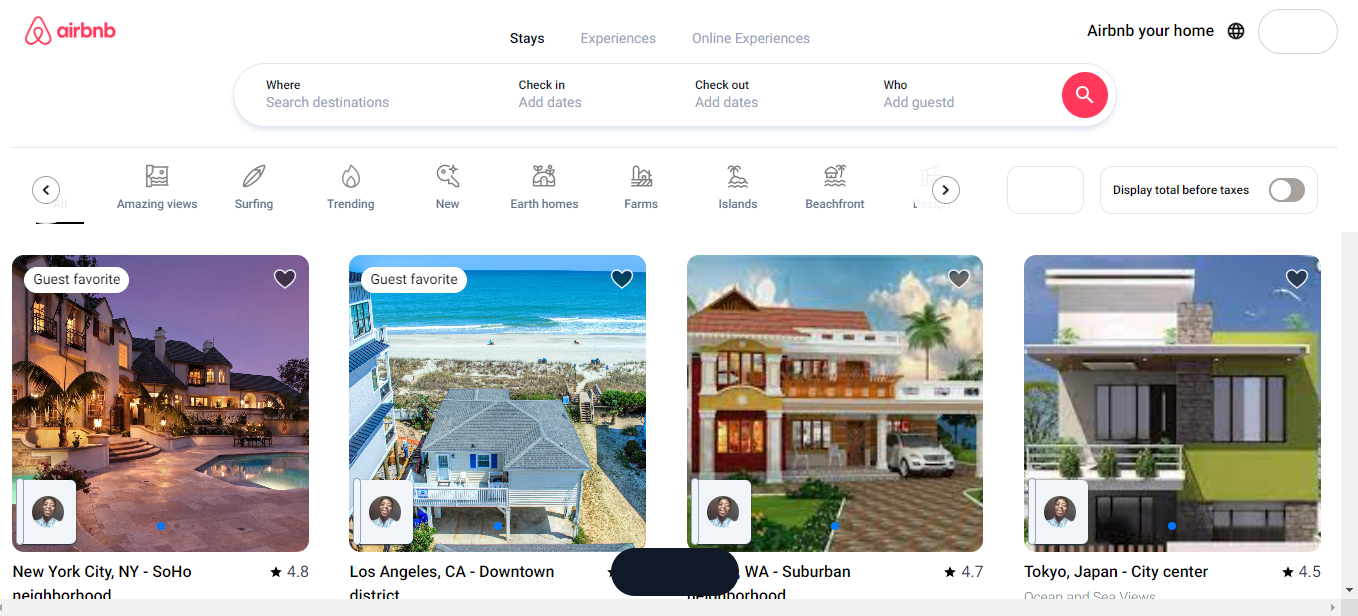 airbnb
Stays
Experiences
Online Experiences
Airbnb your home
Where
Search destinations
Check in
Add dates
Check out
Add dates
Who
Add guestd
All
Amazing views
Surfing
Trending
New
Earth homes
Farms
Islands
Beachfront
Design
Display total before taxes
Guest favorite
Guest favorite
New York City, NY - SoHo
neighborhood
4.8
Los Angeles, CA - Downtown
district
, WA - Suburban
neighborhood
4.7
Tokyo, Japan - City center
4.5
Ocean and Sea Views